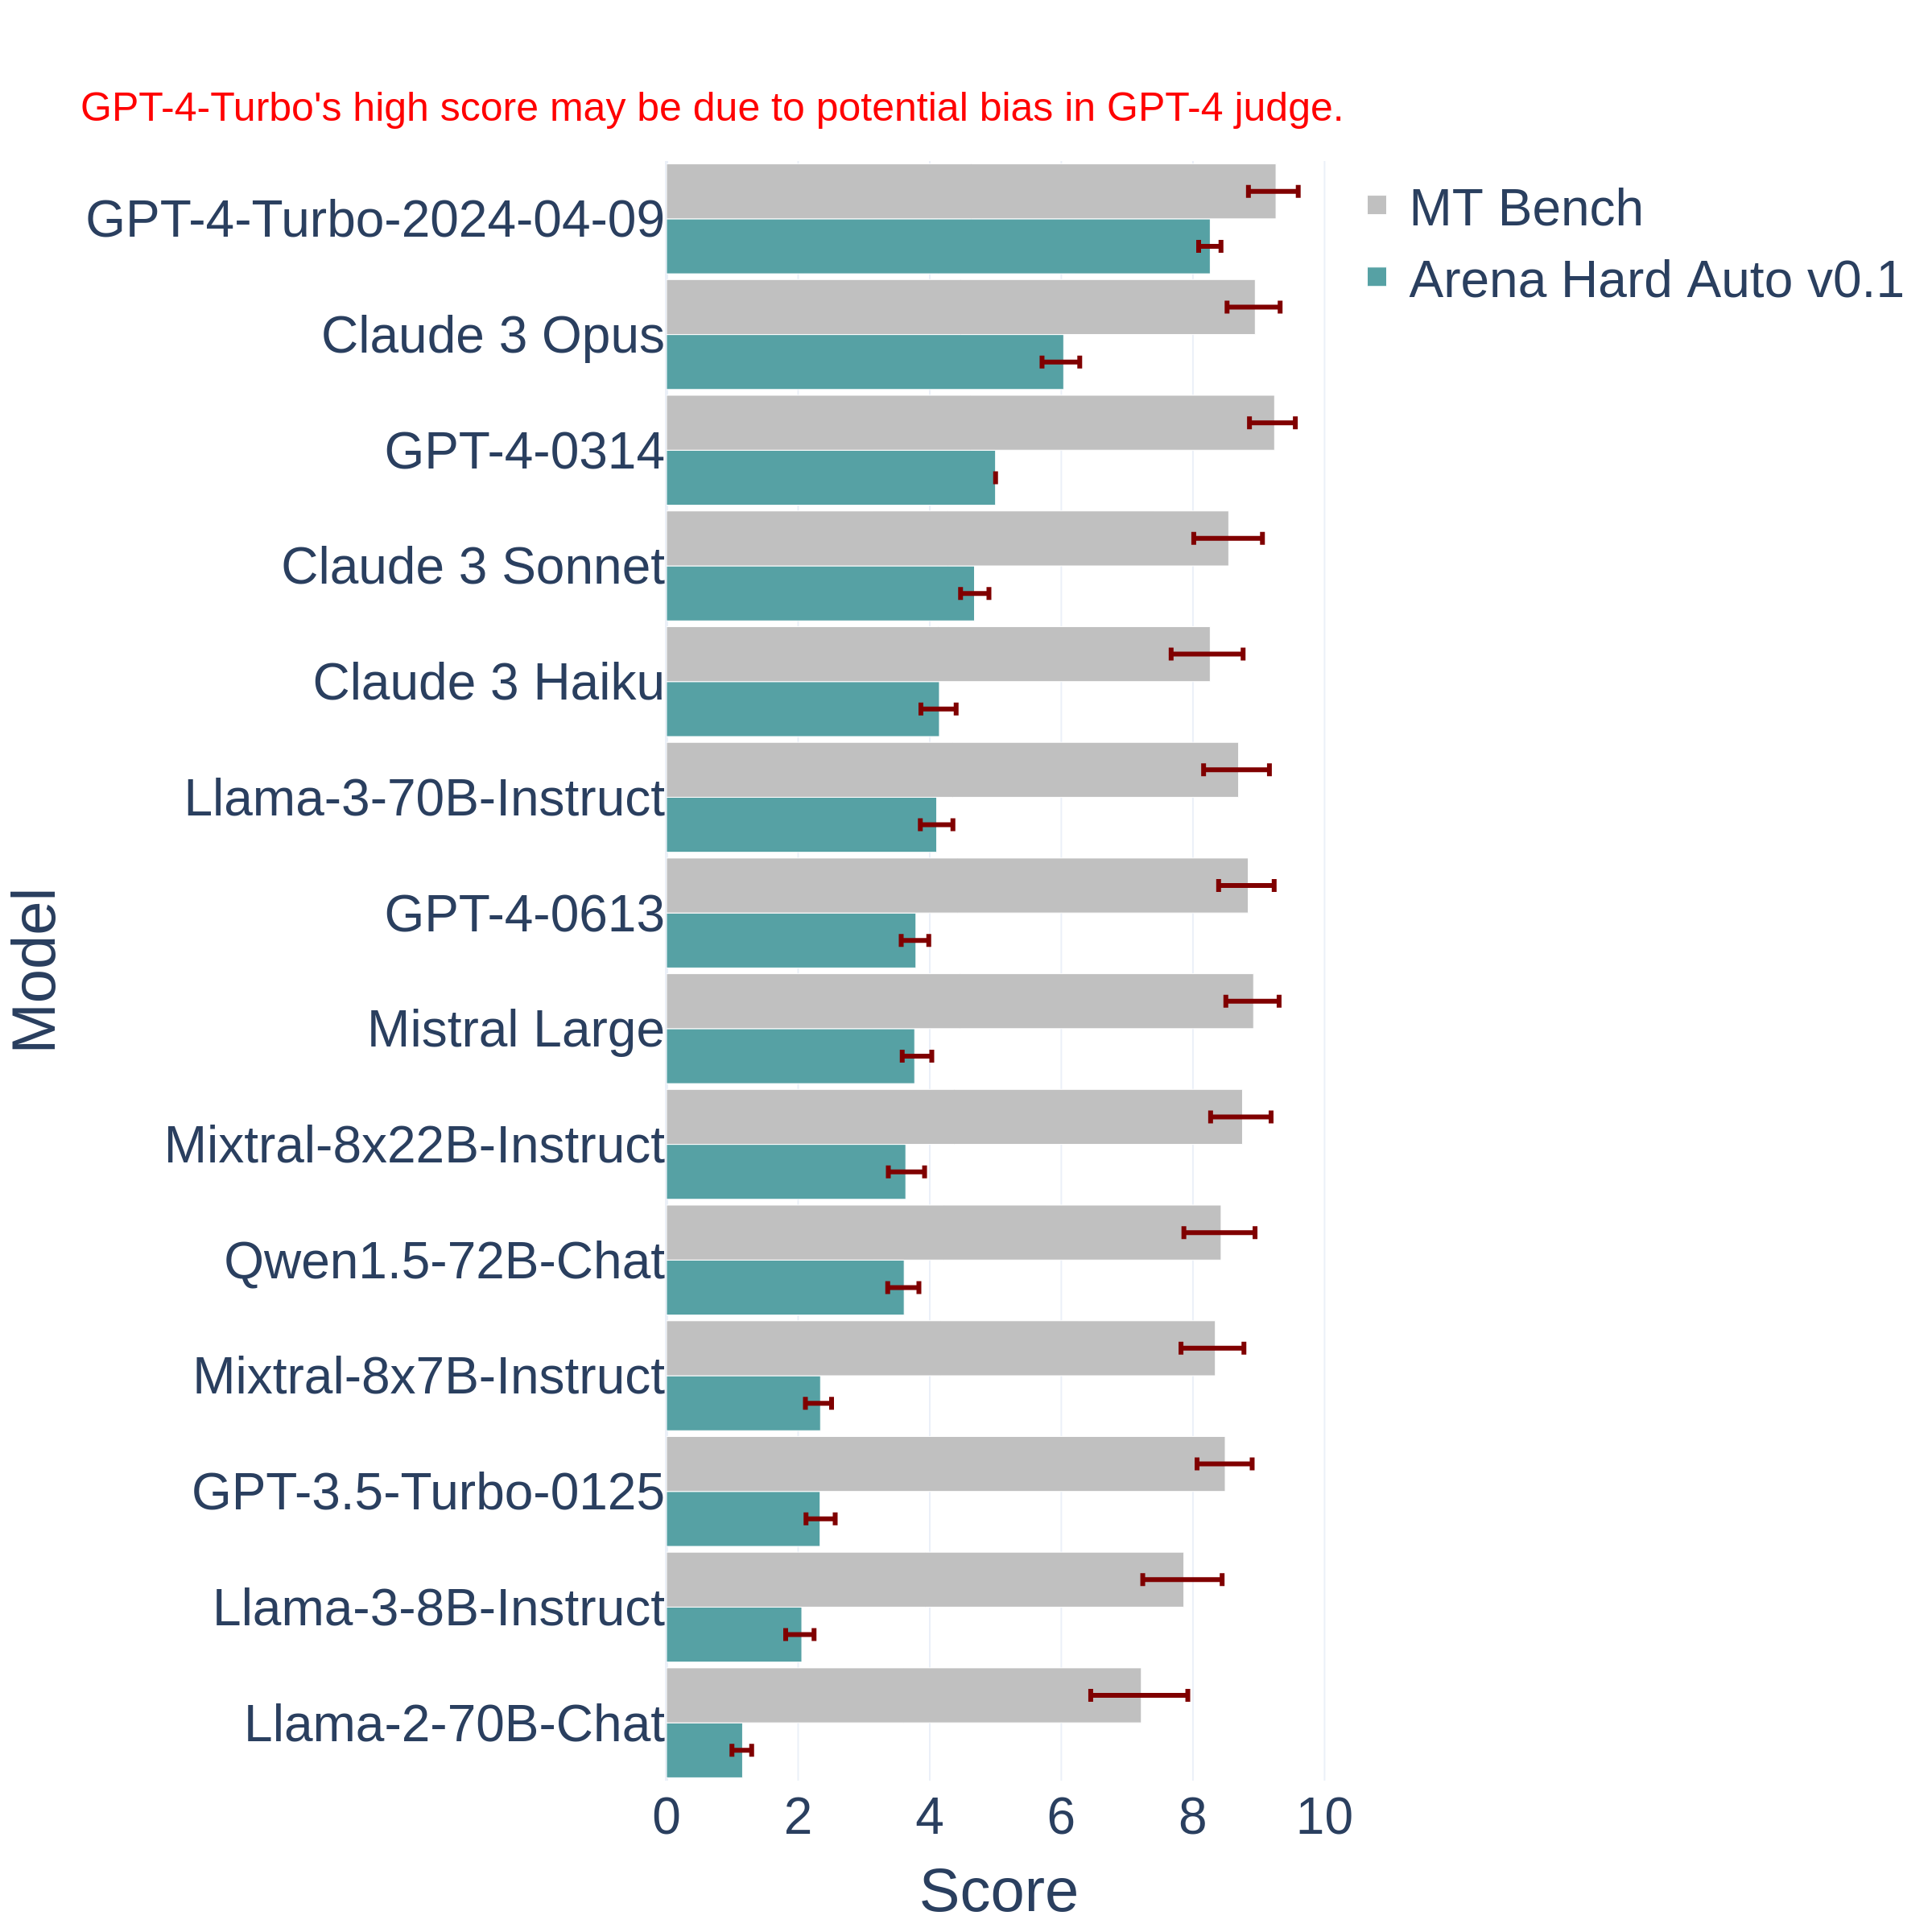 GPT-4-Turbo's high score may be due to potential bias in GPT-4 judge.
MT Bench
Arena Hard Auto v0.1
Model
GPT-4-Turbo-2024-04-09
Claude 3 Opus
GPT-4-0314
Claude 3 Sonnet
Claude 3 Haiku
Llama-3-70B-Instruct
GPT-4-0613
Mistral Large
Mixtral-8x22B-Instruct
Qwen1.5-72B-Chat
Mixtral-8x7B-Instruct
GPT-3.5-Turbo-0125
Llama-3-8B-Instruct
Llama-2-70B-Chat
0 2 4 6 8 10
Score